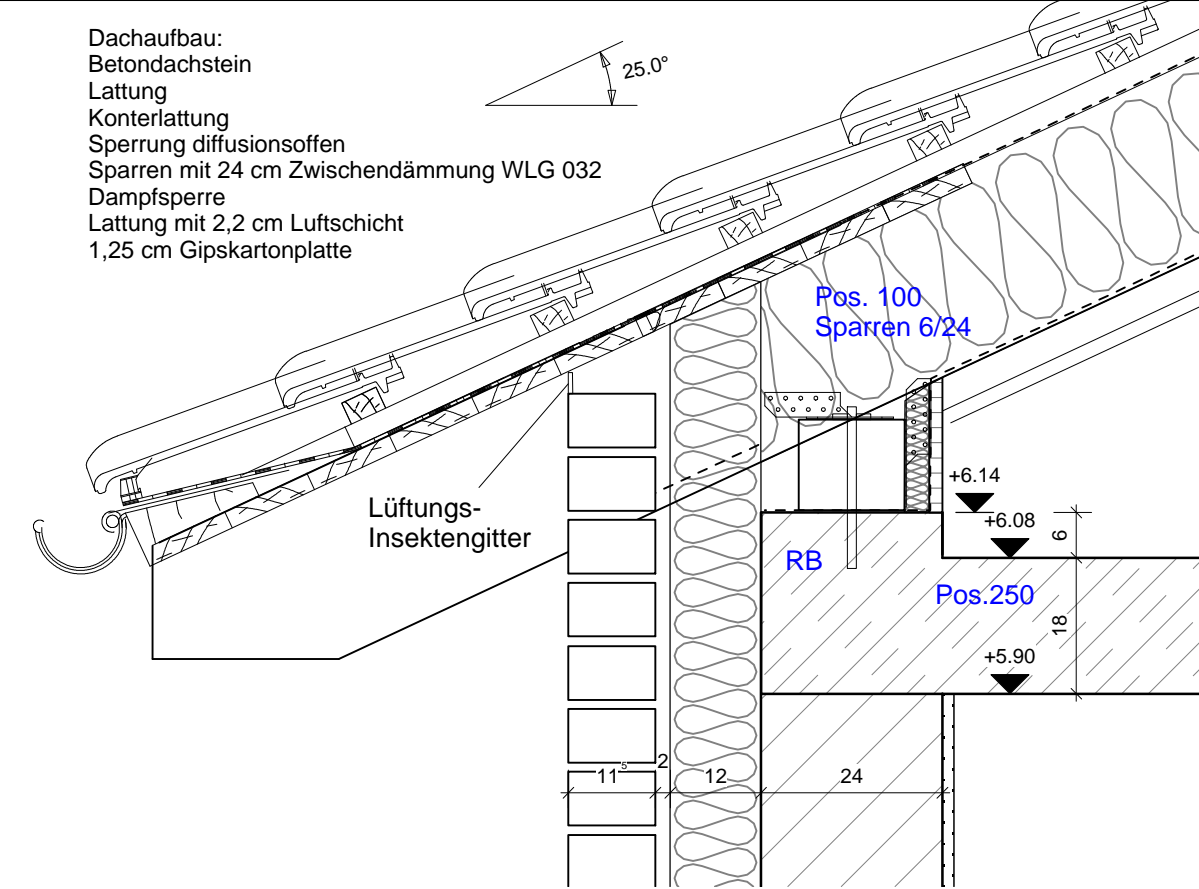 Dachaufbau:
Betondachstein
Lattung
Konterlattung
Sperrung diffusionsoffen
Sparren mit 24 cm Zwischendämmung WLG 032
Dampfsperre
Lattung mit 2,2 cm Luftschicht
1,25 cm Gipskartonplatte
25.0°
Pos. 100
Sparren 6/24
Lüftungs-
Insektengitter
+6.14
+6.08
6
RB
Pos.250
18
+5.90
11⁵
2
12
24